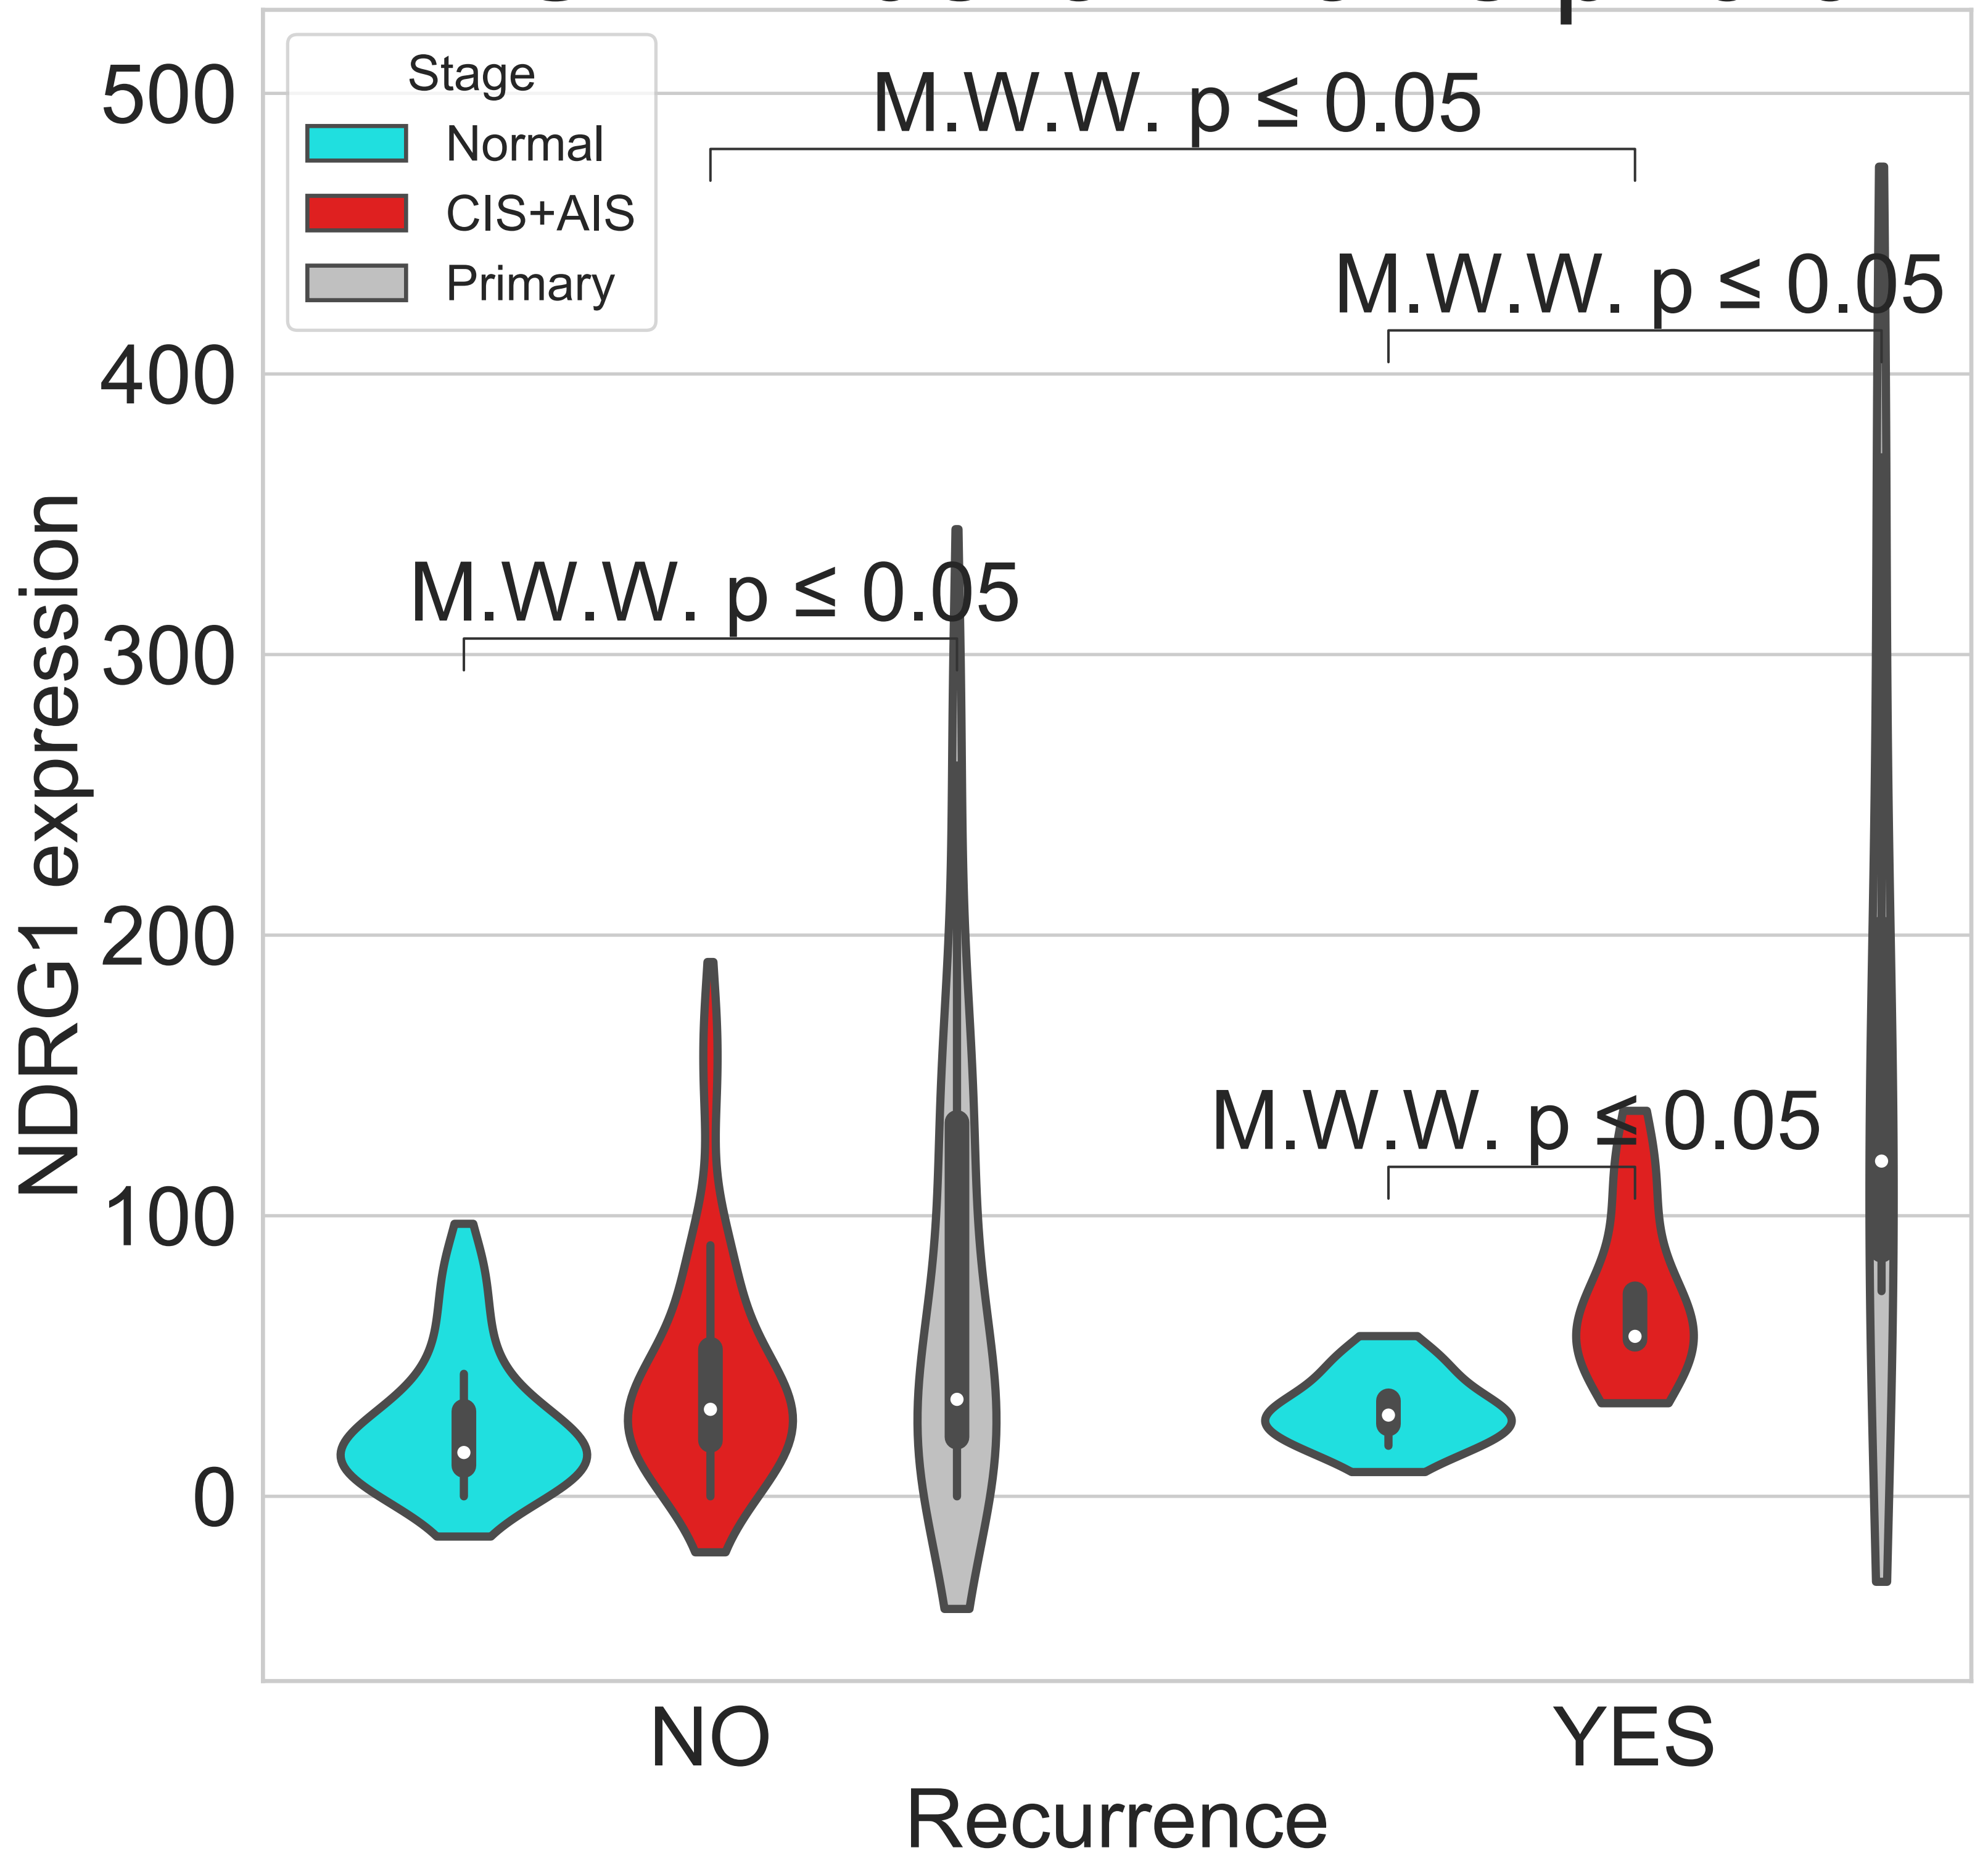 500
400
300
200
100
0
NDRG1 expression
Stage
Normal
CIS+AIS
Primary
M.W.W. p ≤ 0.05
M.W.W. p ≤ 0.05
M.W.W. p ≤ 0.05
M.W.W. p ≤ 0.05
NO
YES
Recurrence